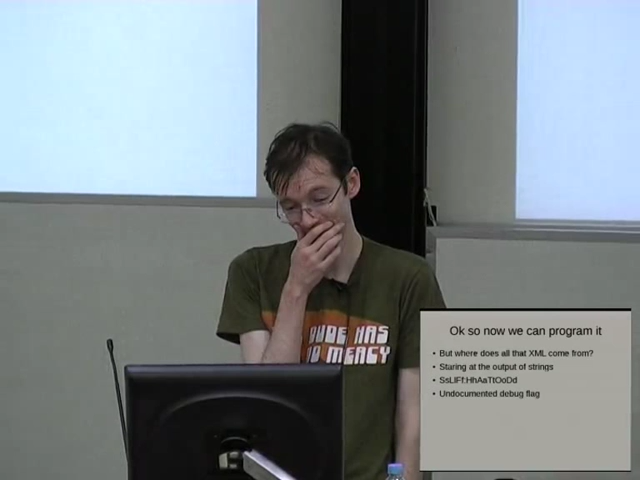 DUDE HAS
NO MERCY
Ok so now we can program it
• But where does all that XML come from?
• Staring at the output of strings
• SsLlFf:HhAaTtOoDd
• Undocumented debug flag